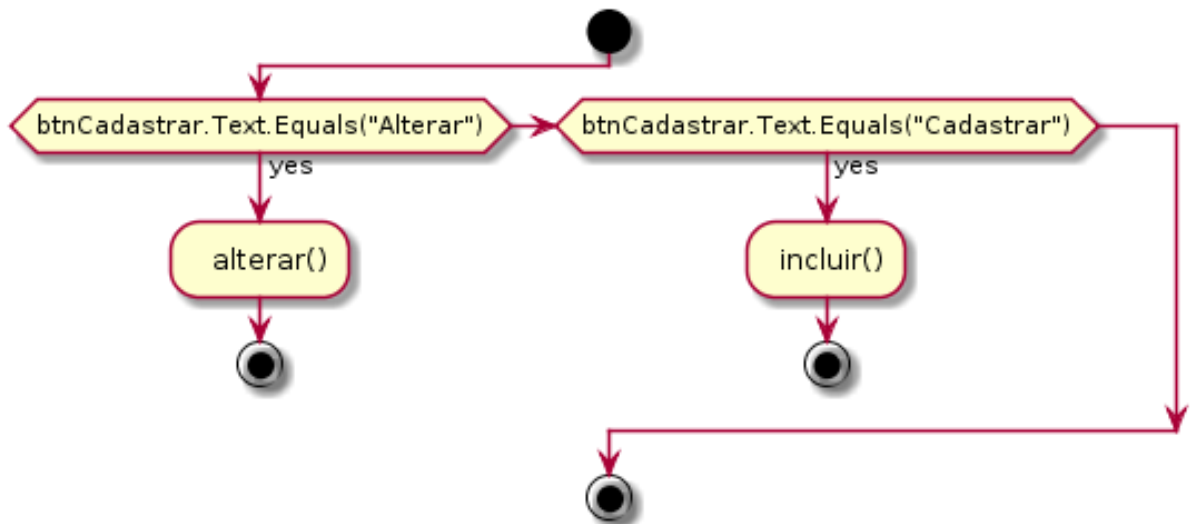 btnCadastrar.Text.Equals("Alterar")
btnCadastrar.Text.Equals("Cadastrar")
yes
yes
alterar()
incluir()